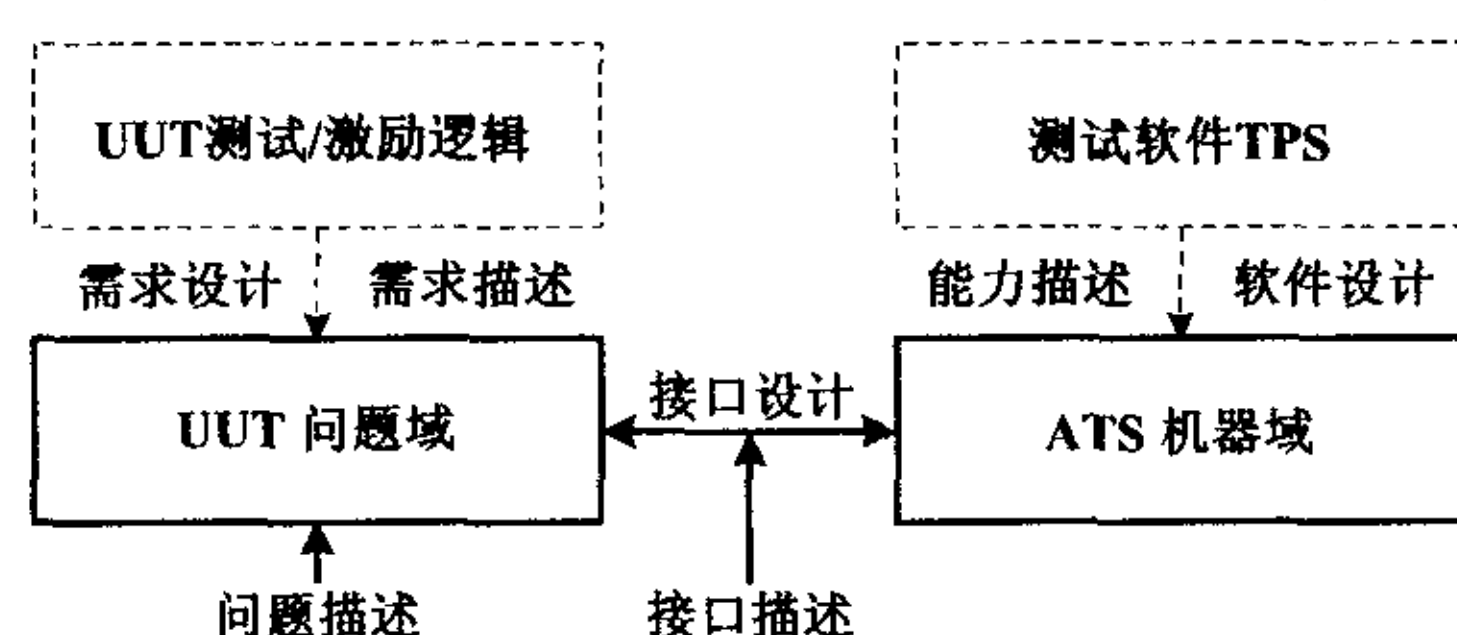 UUT测试/激励逻辑
测试软件TPS
需求设计 需求描述
能力描述 软件设计
接口设计
UUT 问题域
ATS 机器域
问题描述
接口描述